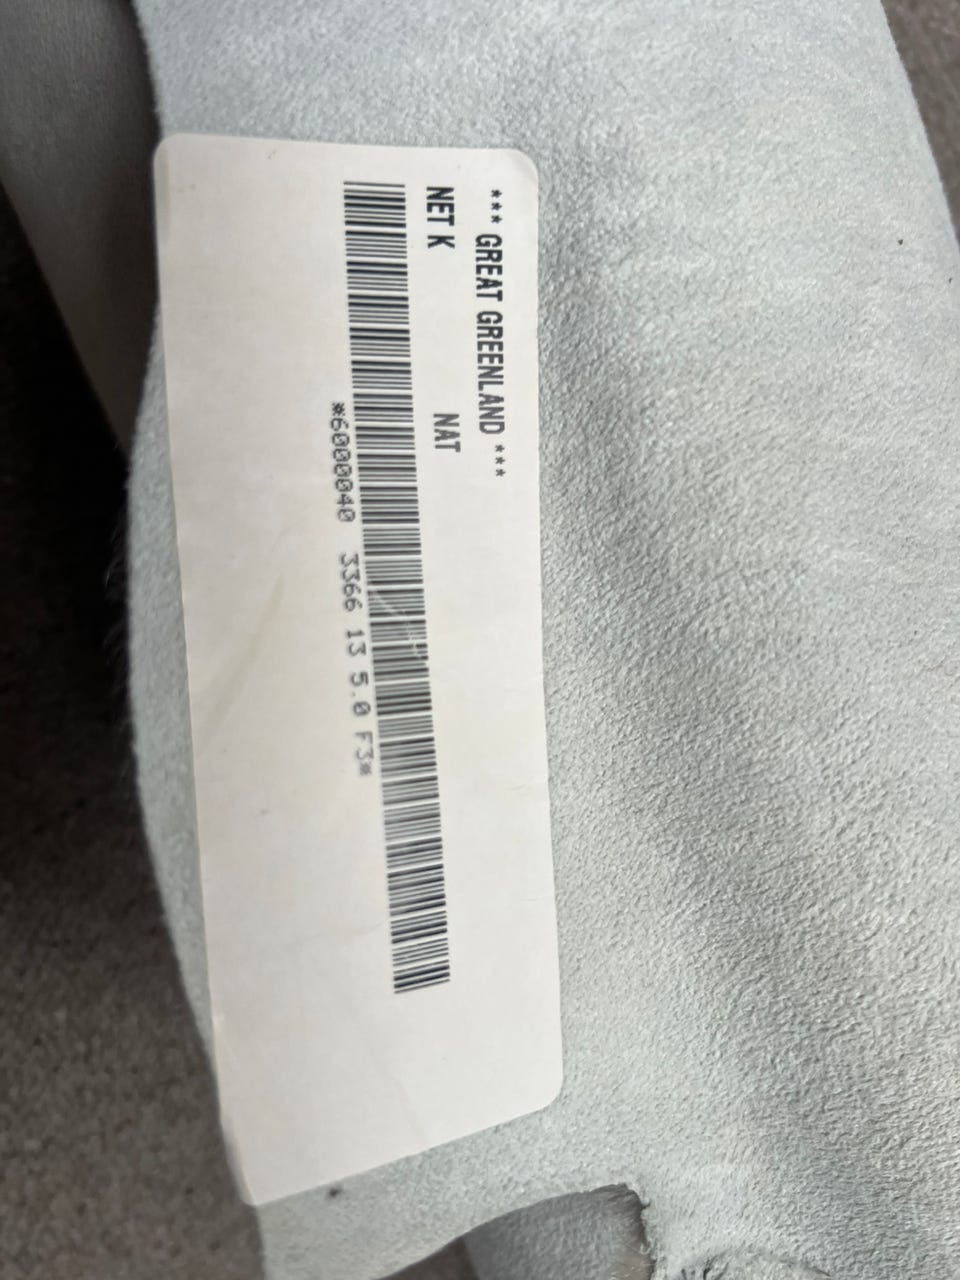 *** GREAT GREENLAND ***
NET K NAT
*6000040 3366 13 5.0 F3*